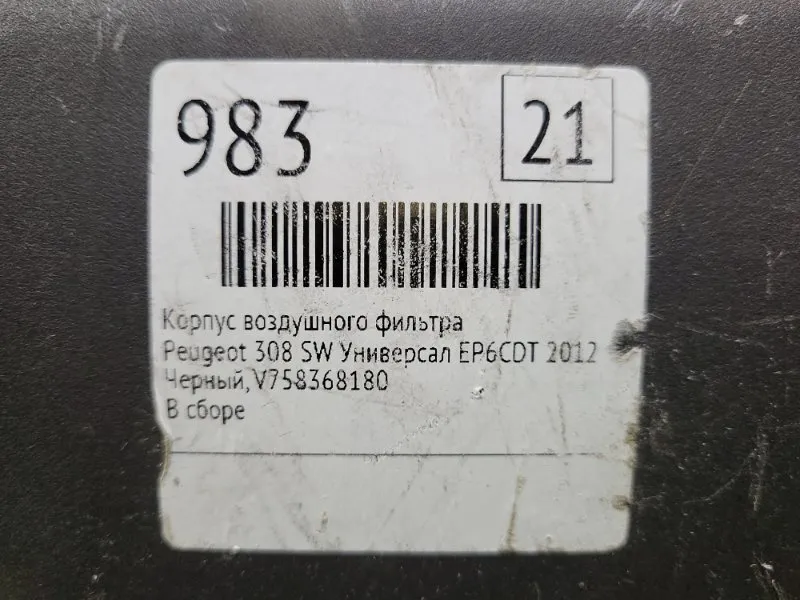 983
21
Корпус воздушного фильтра
Peugeot 308 SW Универсал EP6CDT 2012
Черный,V758368180
В сборе